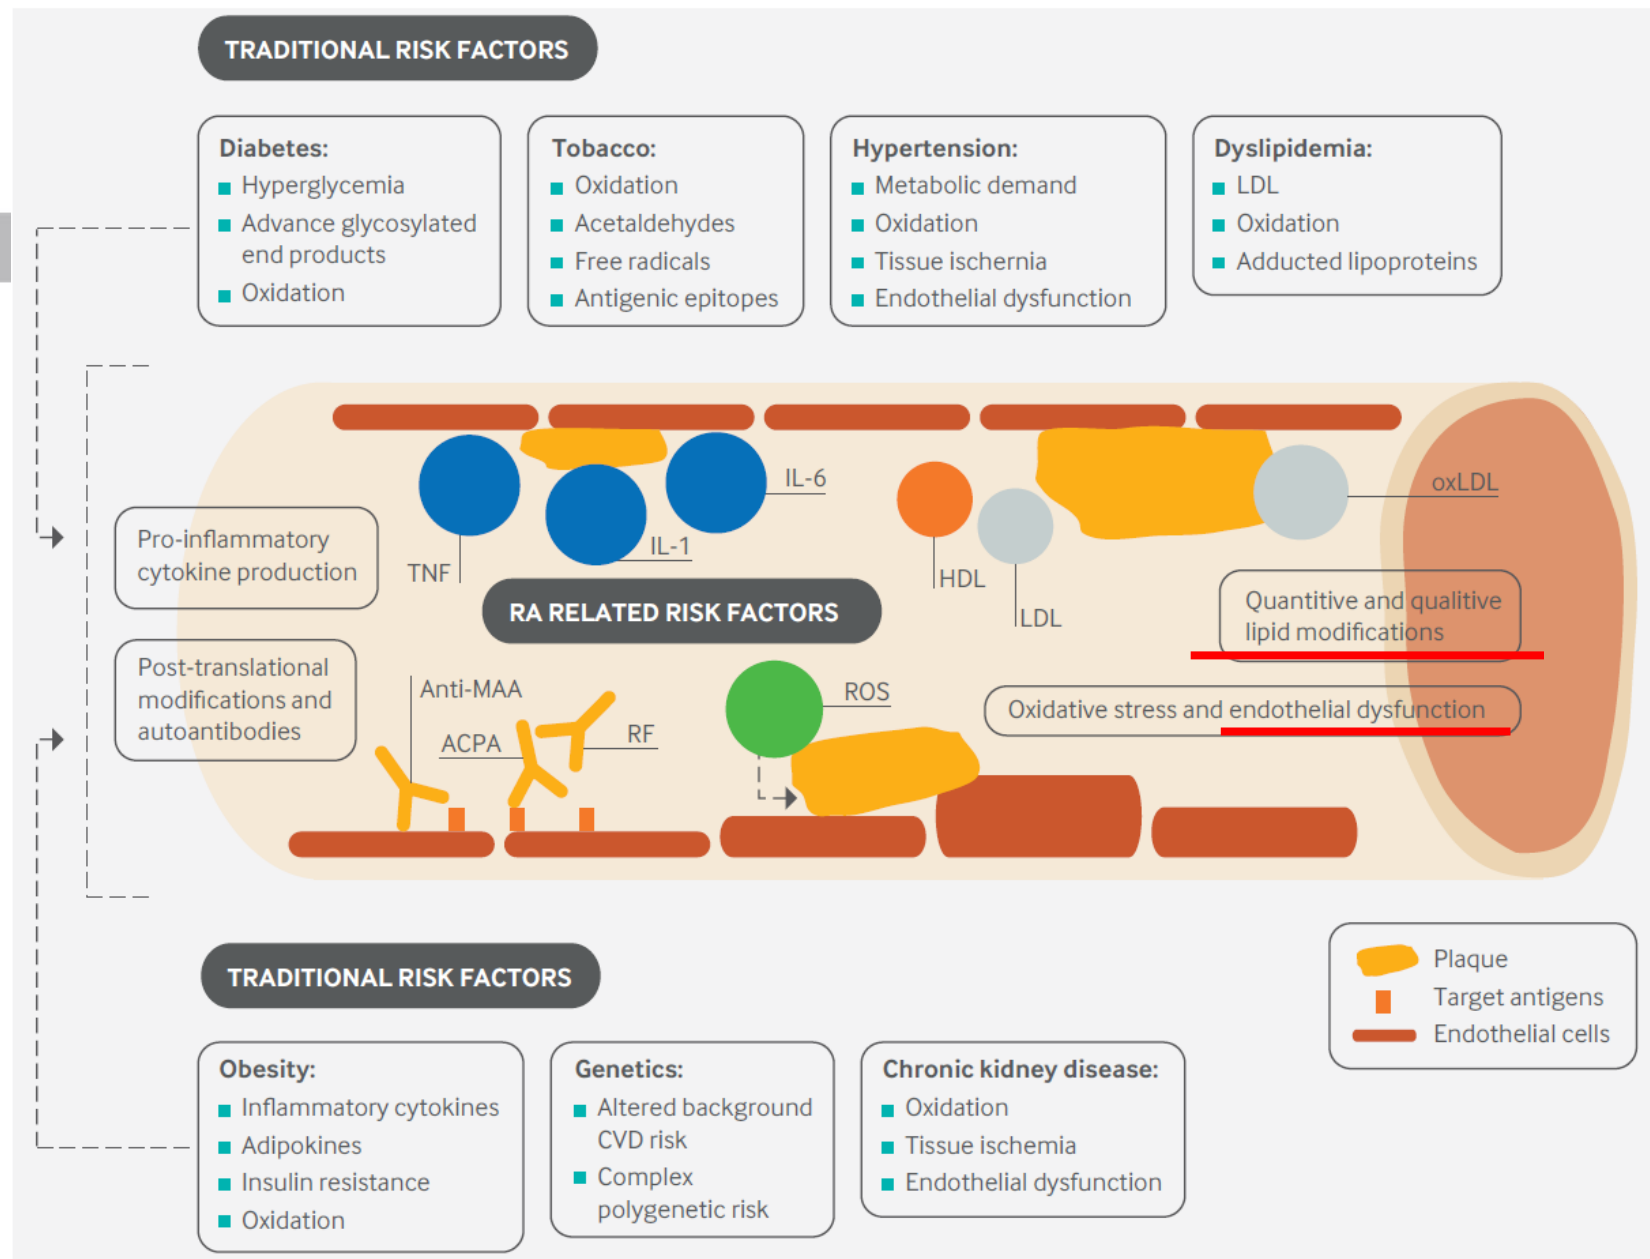 TRADITIONAL RISK FACTORS
Diabetes:
Hyperglycemia
Advance glycosylated
end products
Oxidation
Tobacco:
Oxidation
Acetaldehydes
Free radicals
Antigenic epitopes
Hypertension:
Metabolic demand
Oxidation
Tissue ischernia
Endothelial dysfunction
Dyslipidemia:
LDL
Oxidation
Adducted lipoproteins
Pro-inflammatory
cytokine production
TNF
IL-1
IL-6
HDL
LDL
oxLDL
RA RELATED RISK FACTORS
Quantitive and qualitive
lipid modifications
Post-translational
modifications and
autoantibodies
Anti-MAA
ACPA
RF
ROS
Oxidative stress and endothelial dysfunction
TRADITIONAL RISK FACTORS
Obesity:
Inflammatory cytokines
Adipokines
Insulin resistance
Oxidation
Genetics:
Altered background
CVD risk
Complex
polygenetic risk
Chronic kidney disease:
Oxidation
Tissue ischemia
Endothelial dysfunction
Plaque
Target antigens
Endothelial cells